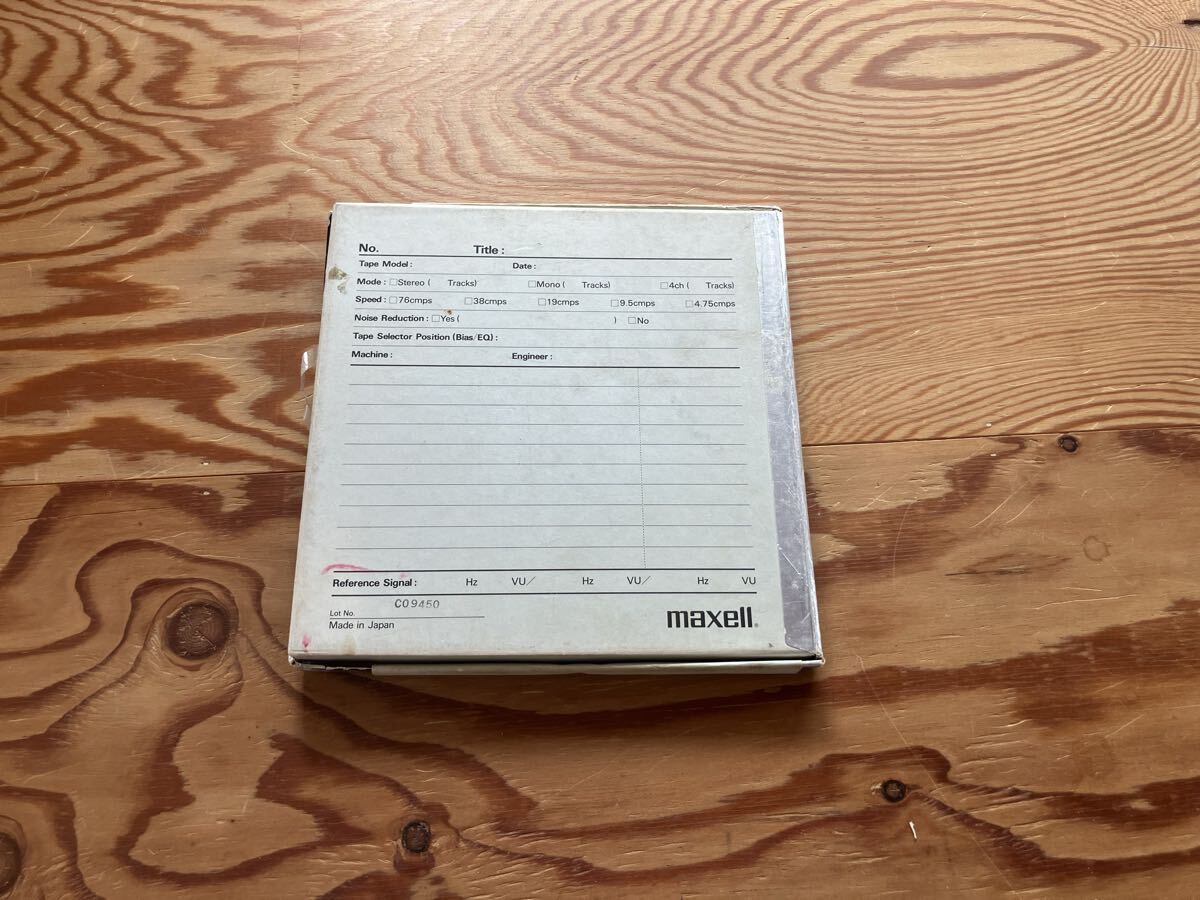 No. Title :
Tape Model : Date :
Mode : □Stereo ( Tracks) □Mono ( Tracks) □4ch ( Tracks)
Speed : □76cmps □38cmps □19cmps □9.5cmps □4.75cmps
Noise Reduction : □Yes ( ) □No
Tape Selector Position (Bias/EQ) :
Machine : Engineer :
Reference Signal : Hz VU/ Hz VU/ Hz VU
Lot No. C09450
Made in Japan
maxell®